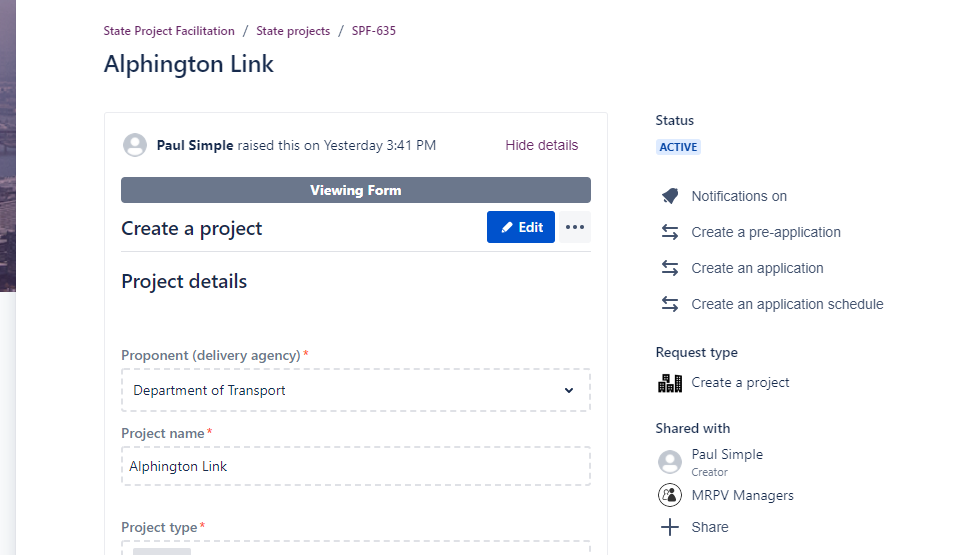 State Project Facilitation / State projects / SPF-635
Alphington Link
Paul Simple raised this on Yesterday 3:41 PM
Hide details
Viewing Form
Create a project
Edit
Project details
Proponent (delivery agency)*
Department of Transport
Project name*
Alphington Link
Project type*
Status
ACTIVE
Notifications on
Create a pre-application
Create an application
Create an application schedule
Request type
Create a project
Shared with
Paul Simple
Creator
MRPV Managers
Share